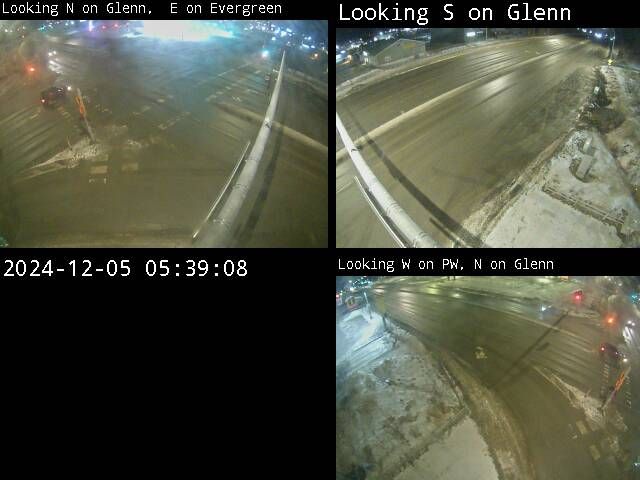 Looking N on Glenn,  E on Evergreen
Looking S on Glenn
2024-12-05 05:39:08
Looking W on PW, N on Glenn